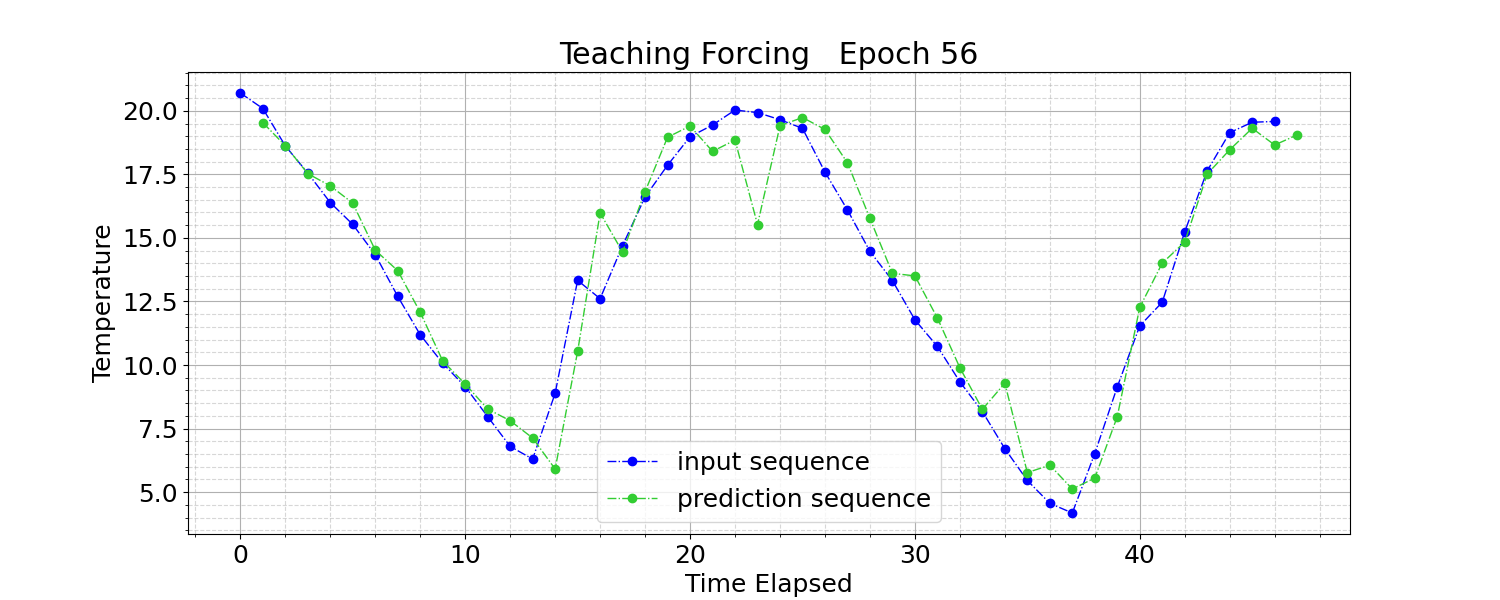 Teaching Forcing   Epoch 56
Temperature
20.0
17.5
15.0
12.5
10.0
7.5
5.0
input sequence
prediction sequence
0 10 20 30 40
Time Elapsed